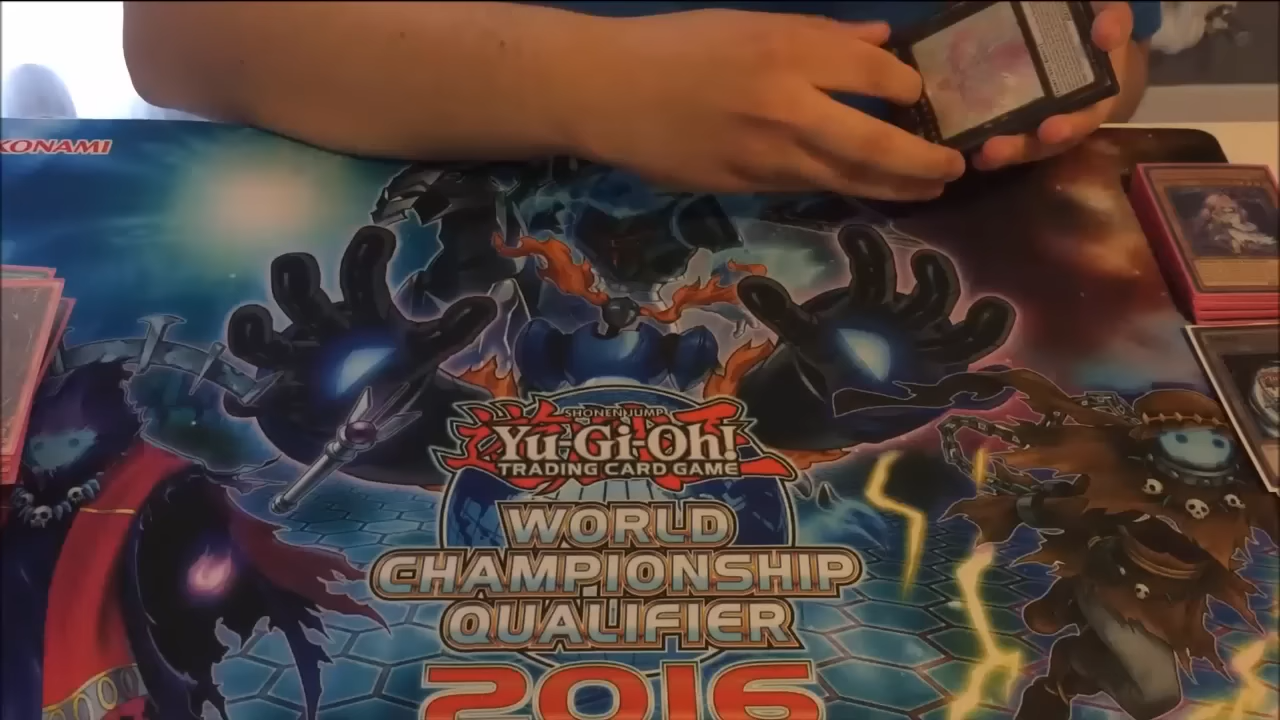 KONAMI
SHONEN JUMP
Yu-Gi-Oh!
TRADING CARD GAME
WORLD
CHAMPIONSHIP
QUALIFIER
2016